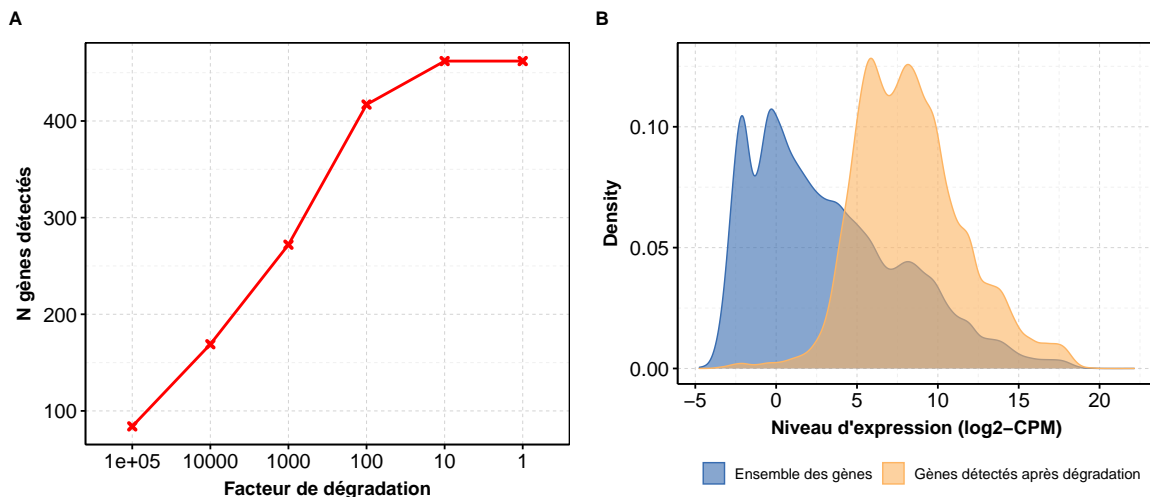 A
N gènes détectés
400
300
200
100
1e+05 10000 1000 100 10 1
Facteur de dégradation
B
Density
0.10
0.05
0.00
−5 0 5 10 15 20
Niveau d'expression (log2−CPM)
Ensemble des gènes Gènes détectés après dégradation